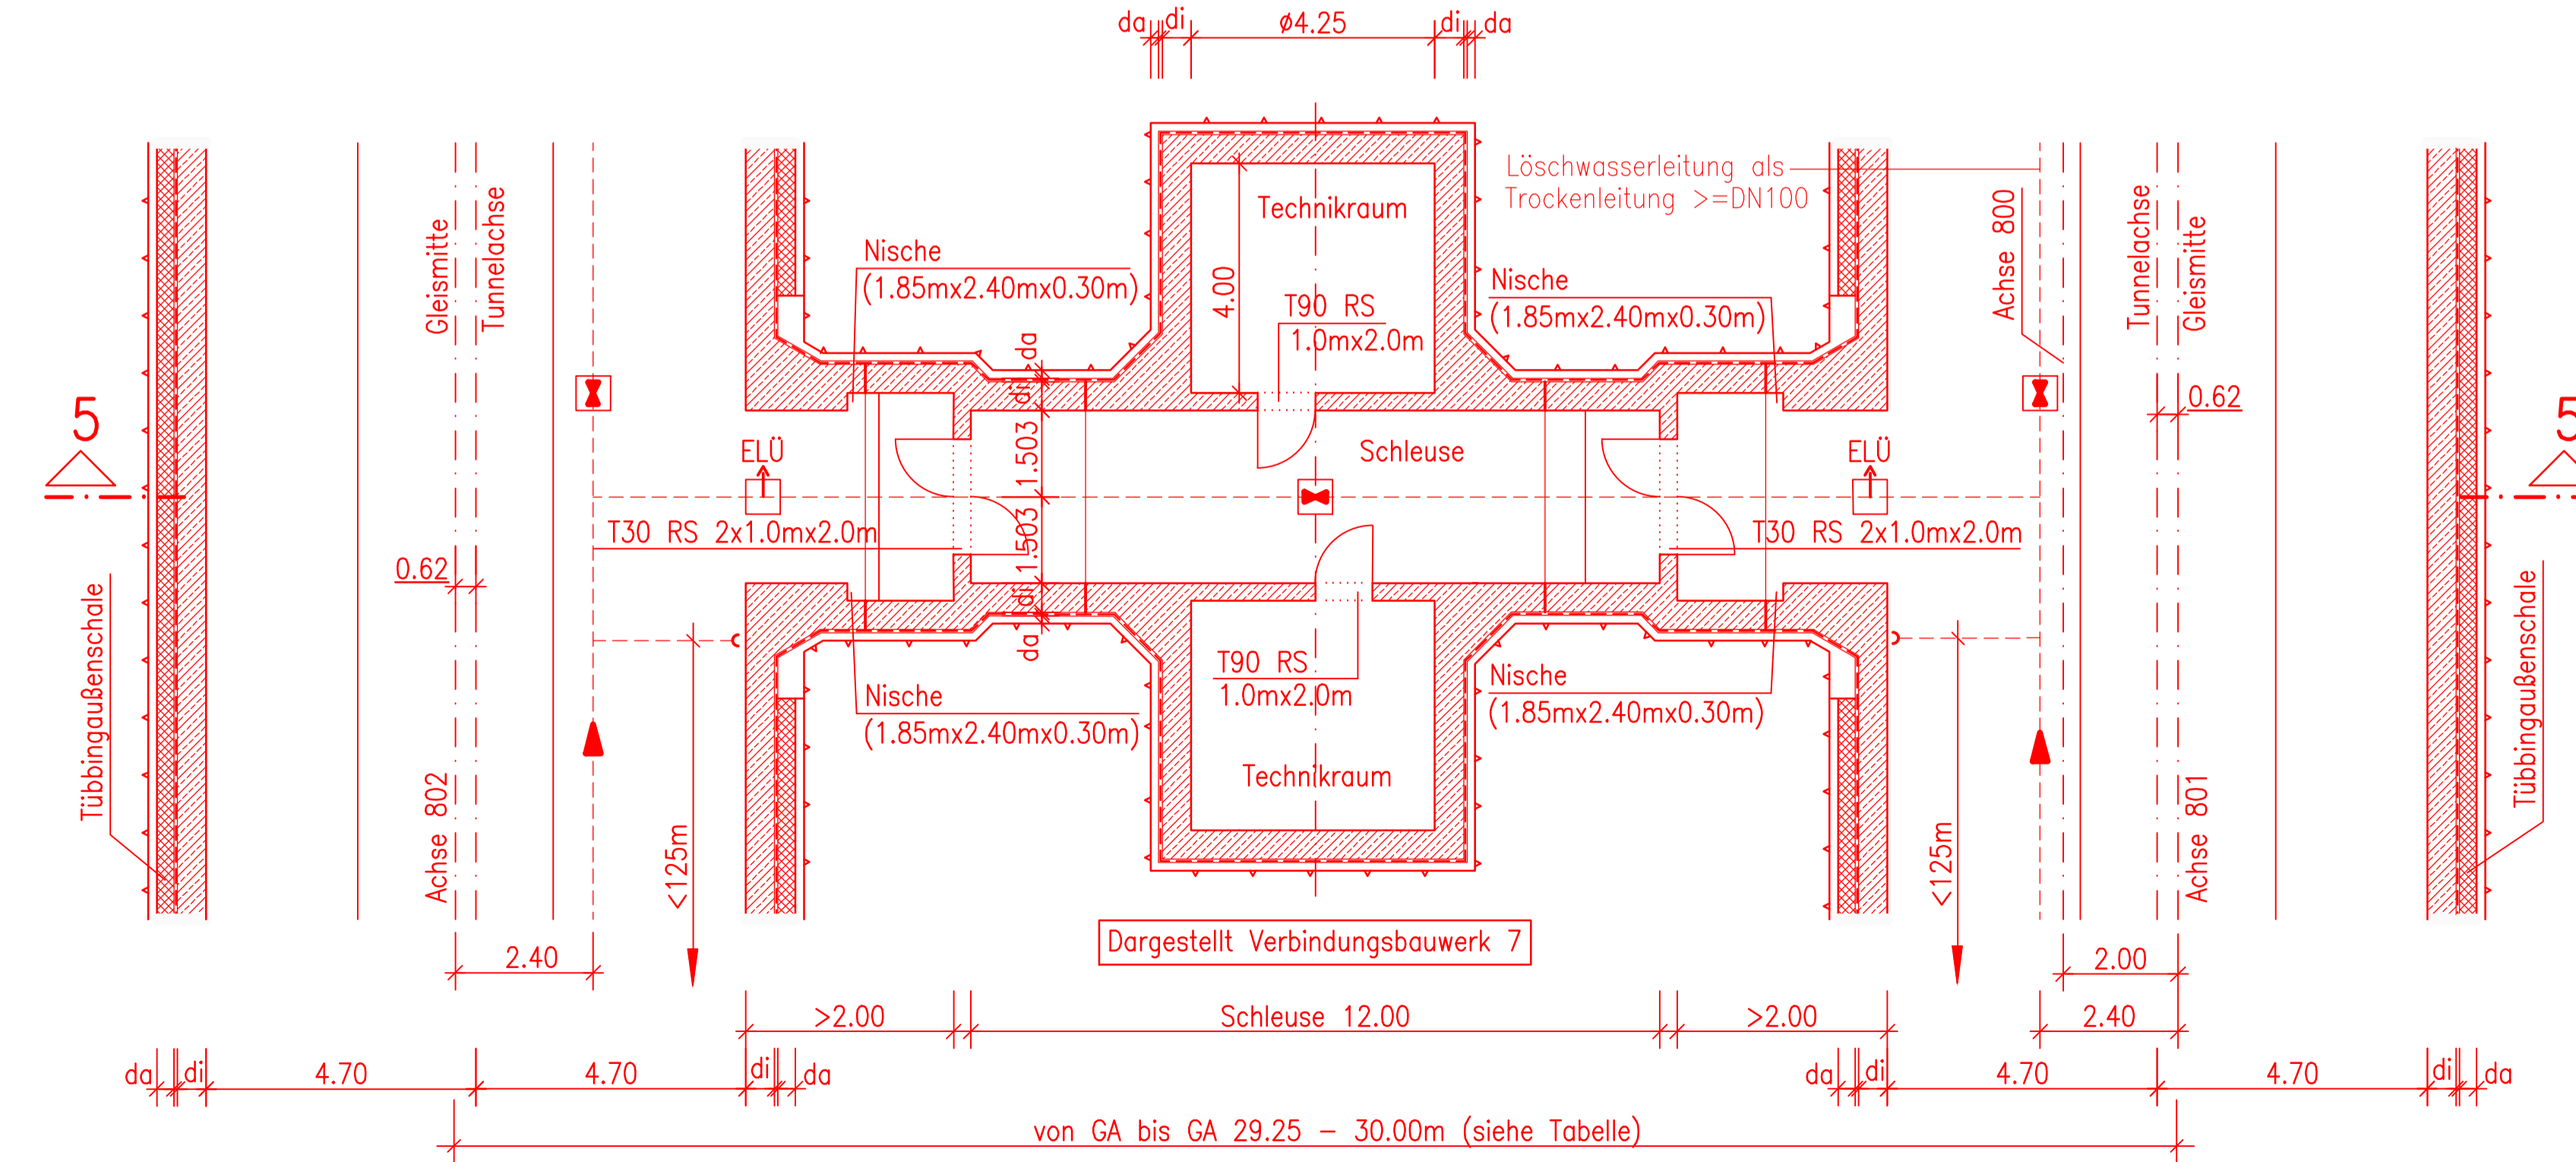 da di ø4.25 di da
Löschwasserleitung als
Trockenleitung >=DN100
Technikraum
4.00
T90 RS
1.0mx2.0m
Nische
(1.85mx2.40mx0.30m)
Nische
(1.85mx2.40mx0.30m)
Gleismitte
Tunnelachse
Achse 800
Tunnelachse
Gleismitte
5
5
0.62
da
di
1.503
1.503
di
da
ELÜ
Schleuse
ELÜ
T30 RS 2x1.0mx2.0m
T30 RS 2x1.0mx2.0m
0.62
Tübbingaußenschale
Tübbingaußenschale
T90 RS
1.0mx2.0m
Nische
(1.85mx2.40mx0.30m)
Nische
(1.85mx2.40mx0.30m)
Technikraum
Achse 802
<125m
<125m
Achse 801
Dargestellt Verbindungsbauwerk 7
2.40
2.00
>2.00 Schleuse 12.00 >2.00 2.40
da di 4.70 4.70 di da da di 4.70 4.70 di da
von GA bis GA 29.25 – 30.00m (siehe Tabelle)